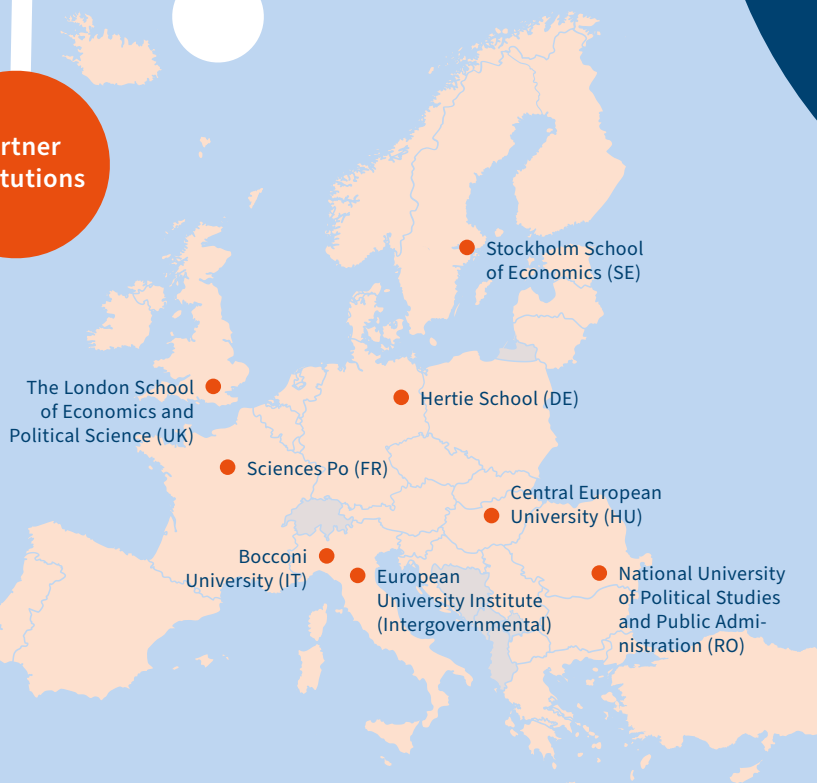 rtner
tutions
Stockholm School
of Economics (SE)
The London School
of Economics and
Political Science (UK)
Hertie School (DE)
Sciences Po (FR)
Central European
University (HU)
Bocconi
University (IT)
European
University Institute
(Intergovernmental)
National University
of Political Studies
and Public Admi-
nistration (RO)